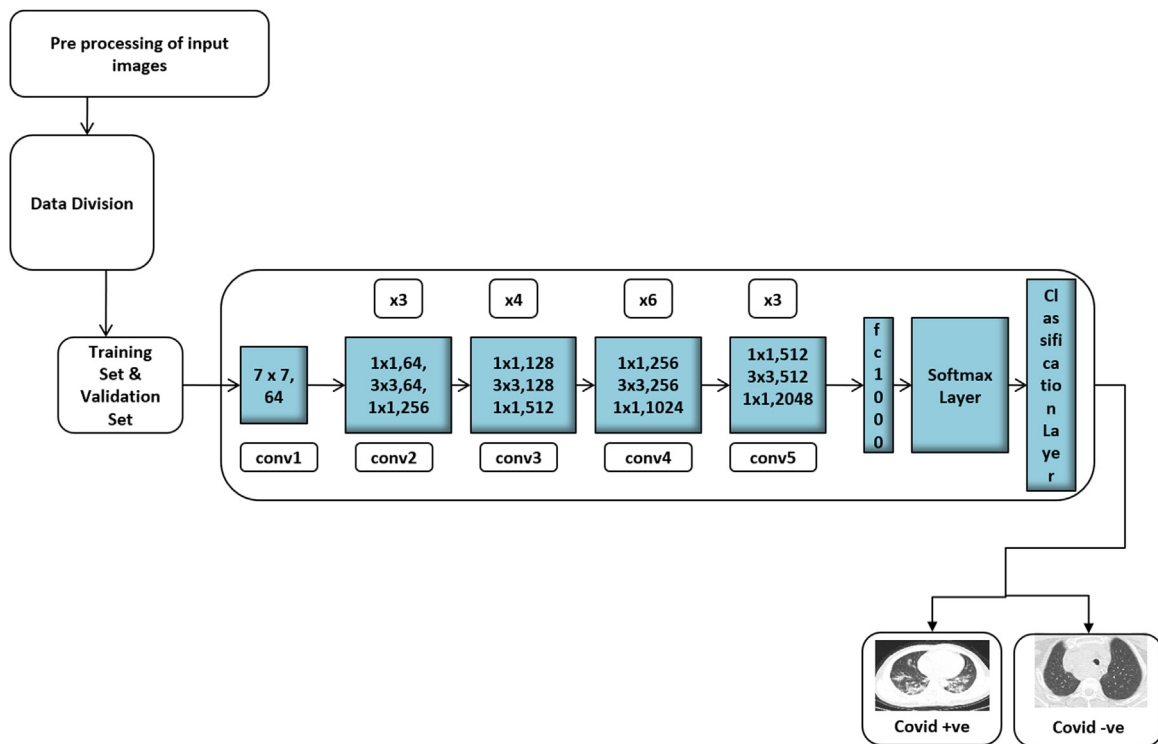 Pre processing of input
images
Data Division
Training
Set &
Validation
Set
x3
x4
x6
x3
7 x 7,
64
1x1,64,
3x3,64,
1x1,256
1x1,128
3x3,128
1x1,512
1x1,256
3x3,256
1x1,1024
1x1,512
3x3,512
1x1,2048
f
c
1
0
0
0
Softmax
Layer
Cl
as
sifi
ca
tio
n
La
ye
r
conv1
conv2
conv3
conv4
conv5
Covid +ve
Covid -ve